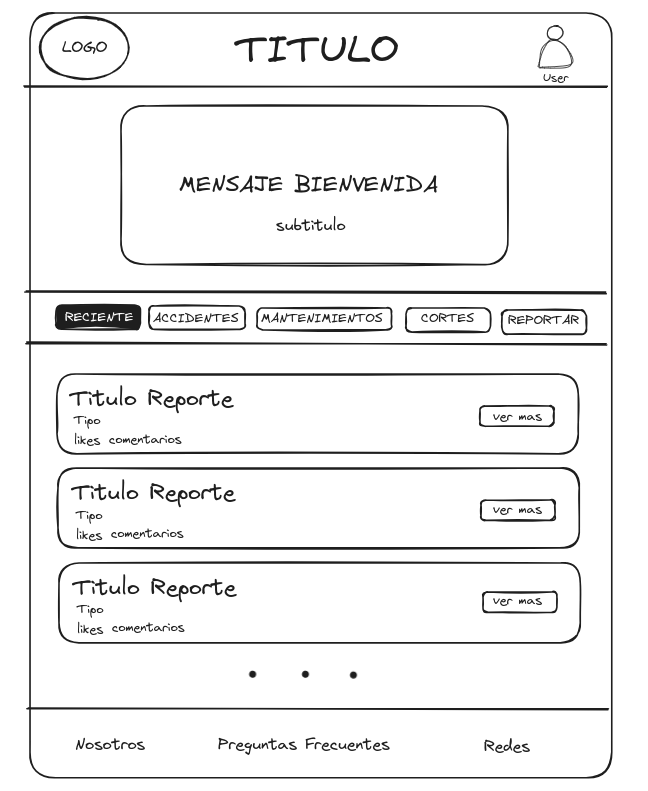 LOGO
TITULO
User
MENSAJE BIENVENIDA
subtitulo
RECIENTE ACCIDENTES MANTENIMIENTOS CORTES REPORTAR
Titulo Reporte
Tipo
likes comentarios
ver mas
Titulo Reporte
Tipo
likes comentarios
ver mas
Titulo Reporte
Tipo
likes comentarios
ver mas
Nosotros Preguntas Frecuentes Redes